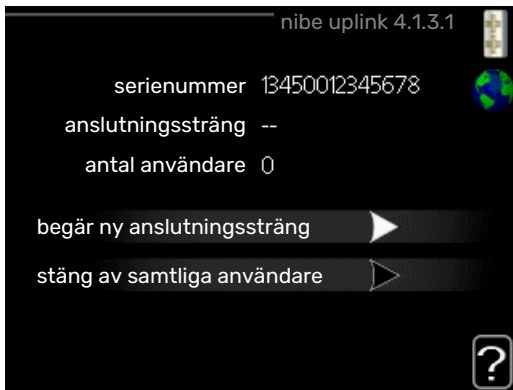 nibe uplink 4.1.3.1
serienummer 13450012345678
anslutningssträng --
antal användare 0
begär ny anslutningssträng
stäng av samtliga användare
?